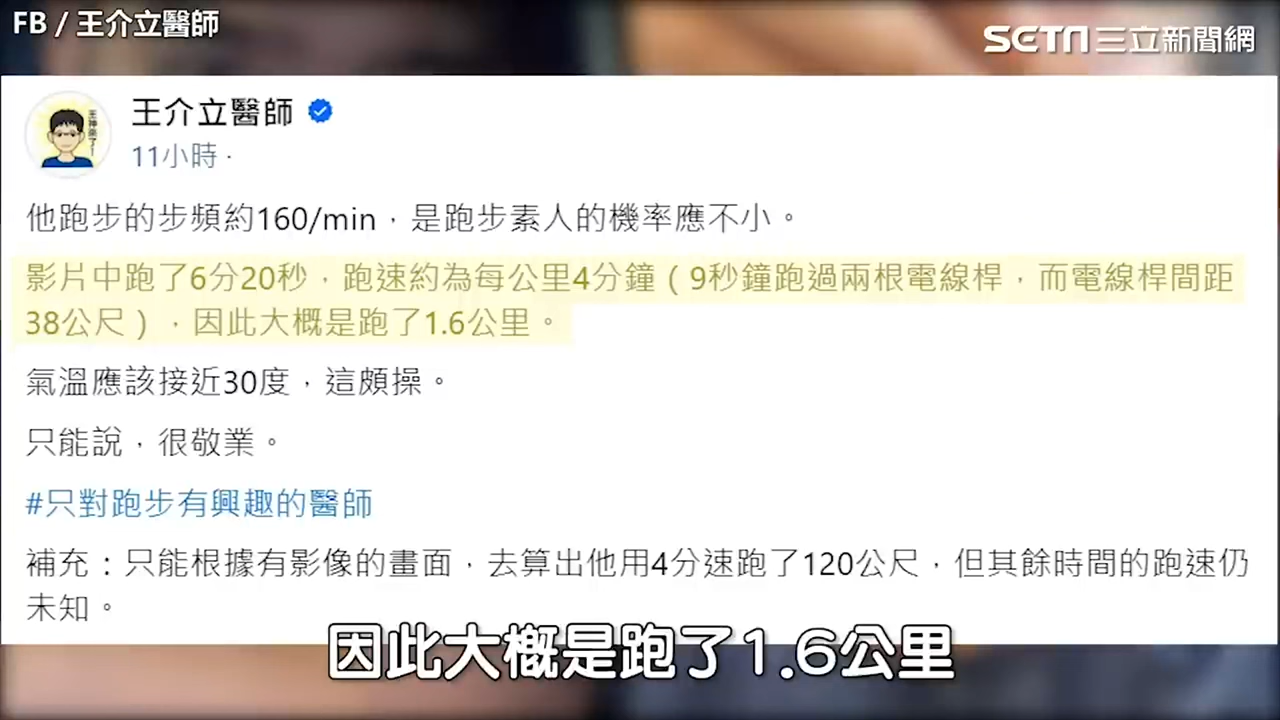 FB / 王介立醫師
SETN三立新聞網
王介立醫師
11小時·
他跑步的步頻約160/min，是跑步素人的機率應不小。
影片中跑了6分20秒，跑速約為每公里4分鐘（9秒鐘跑過兩根電線桿，而電線桿間距
38公尺），因此大概是跑了1.6公里。
氣溫應該接近30度，這頗操。
只能說，很敬業。
#只對跑步有興趣的醫師
補充：只能根據有影像的畫面，去算出他用4分速跑了120公尺，但其餘時間的跑速仍
未知。
因此大概是跑了1.6公里